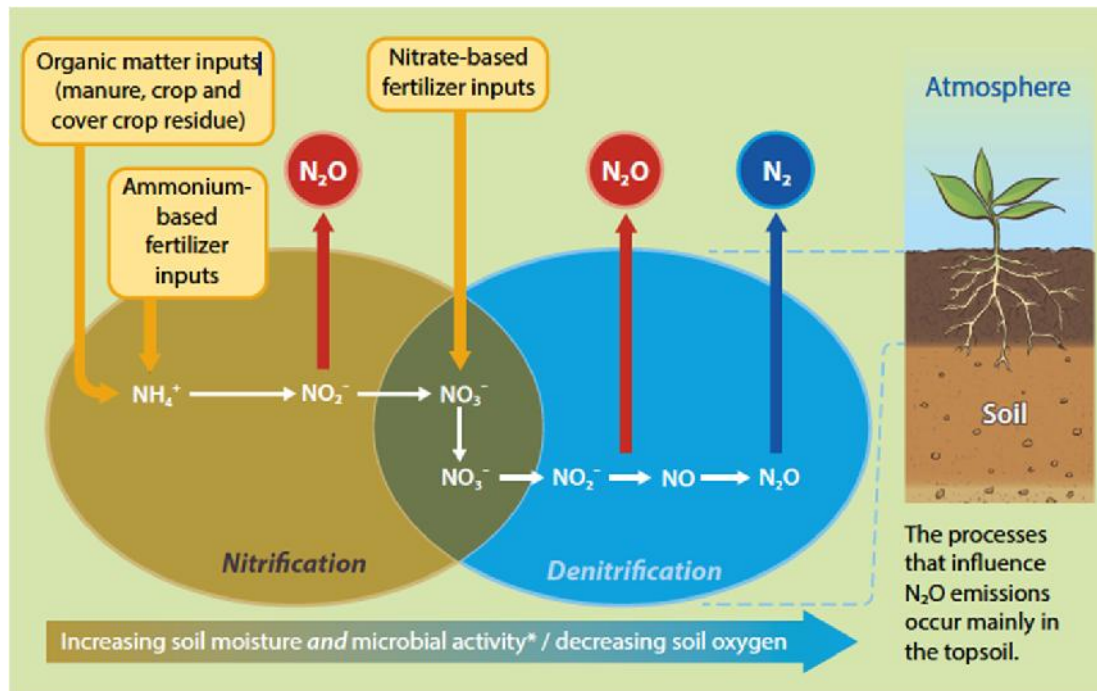 Organic matter inputs
(manure, crop and
cover crop residue)
Nitrate-based
fertilizer inputs
Atmosphere
Ammonium-
based
fertilizer
inputs
N₂O
N₂O
N₂
NH₄⁺
NO₂⁻
NO₃⁻
NO₃⁻
NO₂⁻
NO
N₂O
Soil
Nitrification
Denitrification
The processes
that influence
N₂O emissions
occur mainly in
the topsoil.
Increasing soil moisture and microbial activity* / decreasing soil oxygen